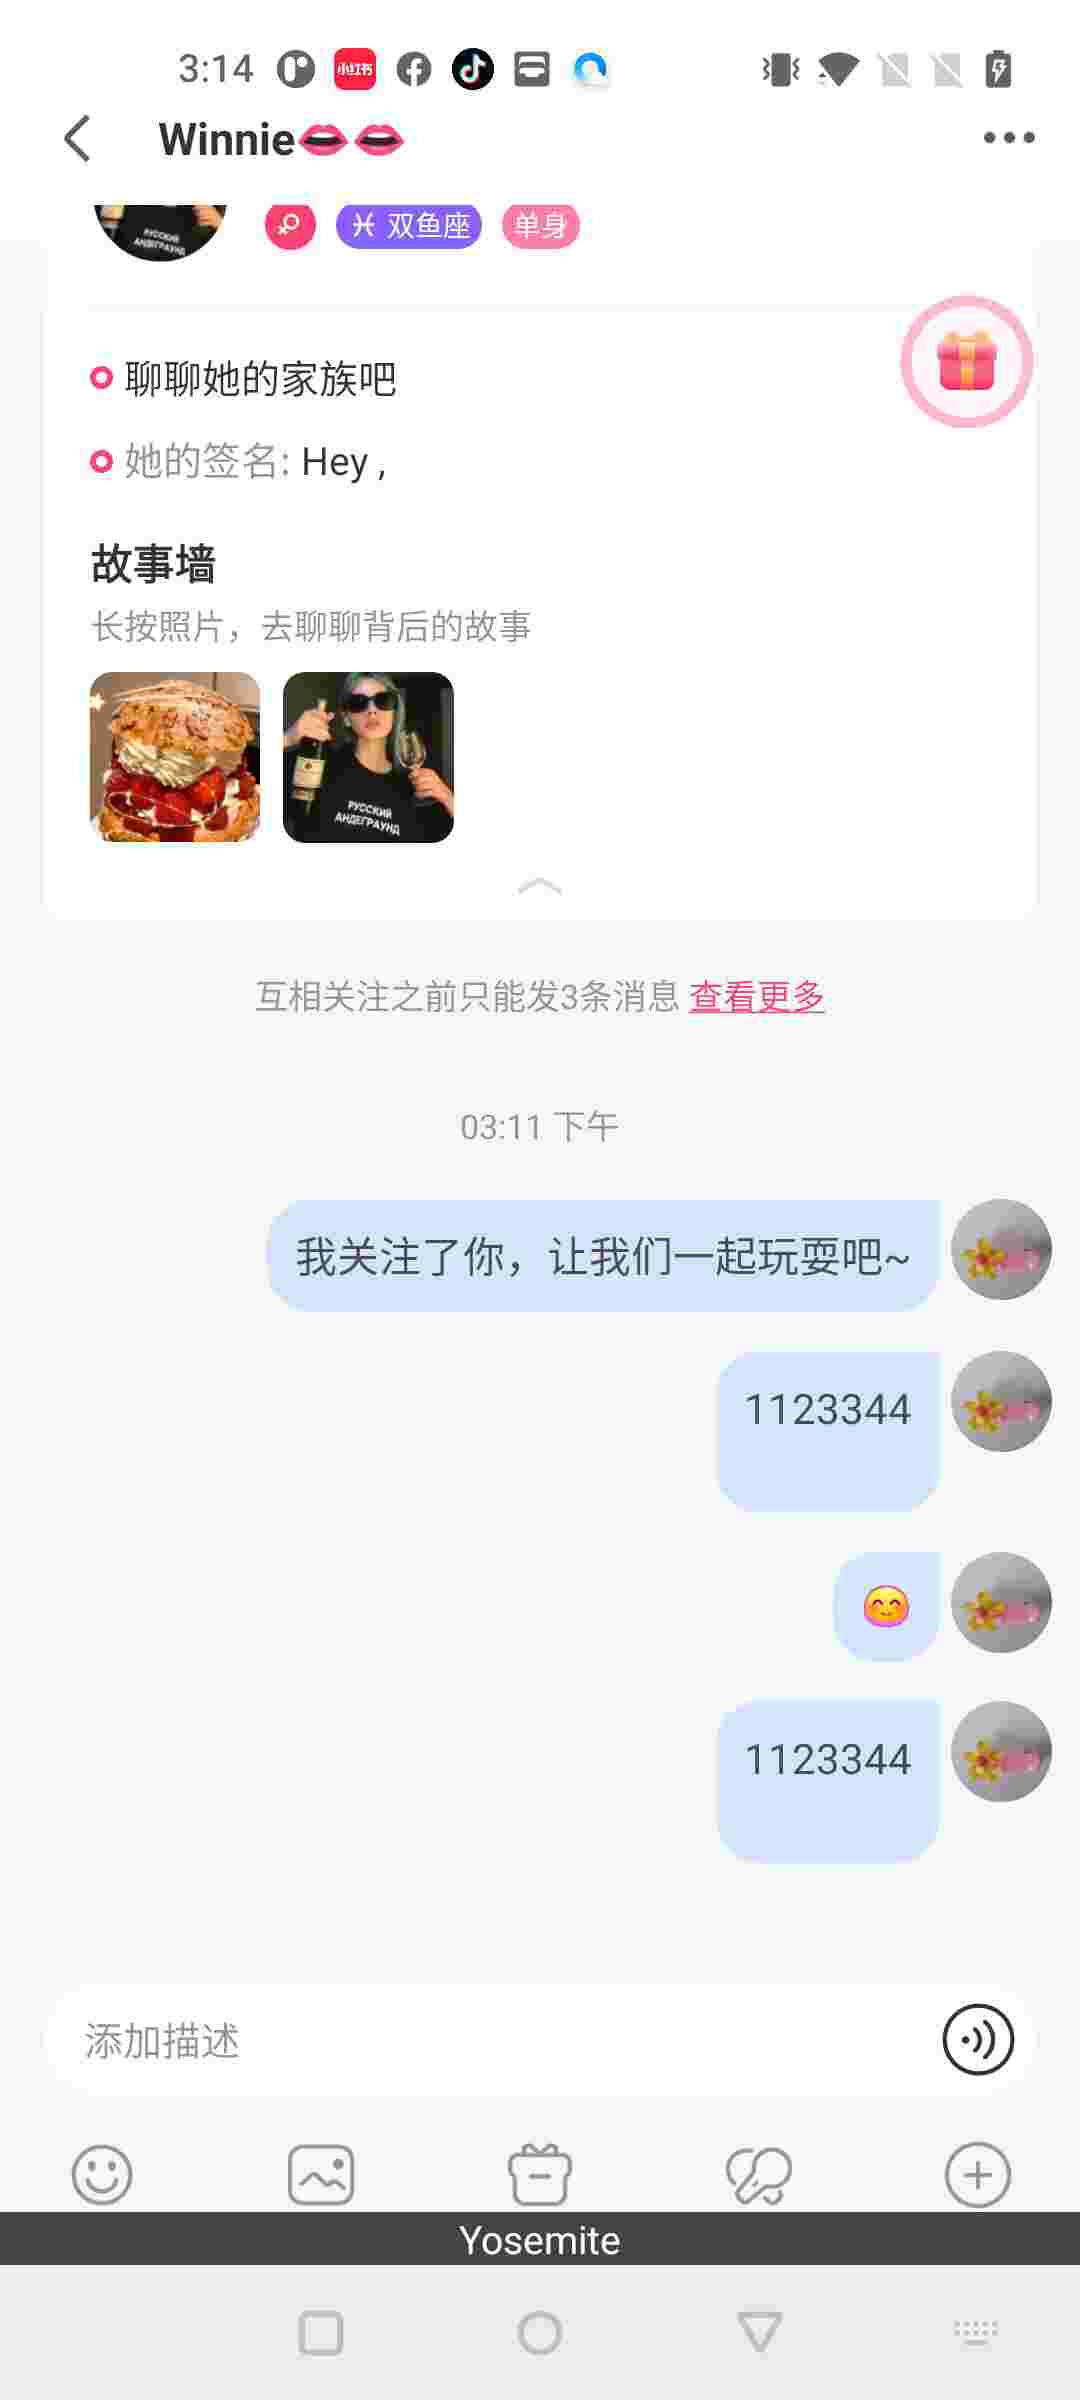 3:14
小红书
Winnie
РУССКИЙ
АНДЕГРАУНД
双鱼座
单身
聊聊她的家族吧
她的签名: Hey ,
故事墙
长按照片，去聊聊背后的故事
РУССКИЙ
АНДЕГРАУНД
互相关注之前只能发3条消息 查看更多
03:11 下午
我关注了你，让我们一起玩耍吧~
1123344
1123344
添加描述
Yosemite